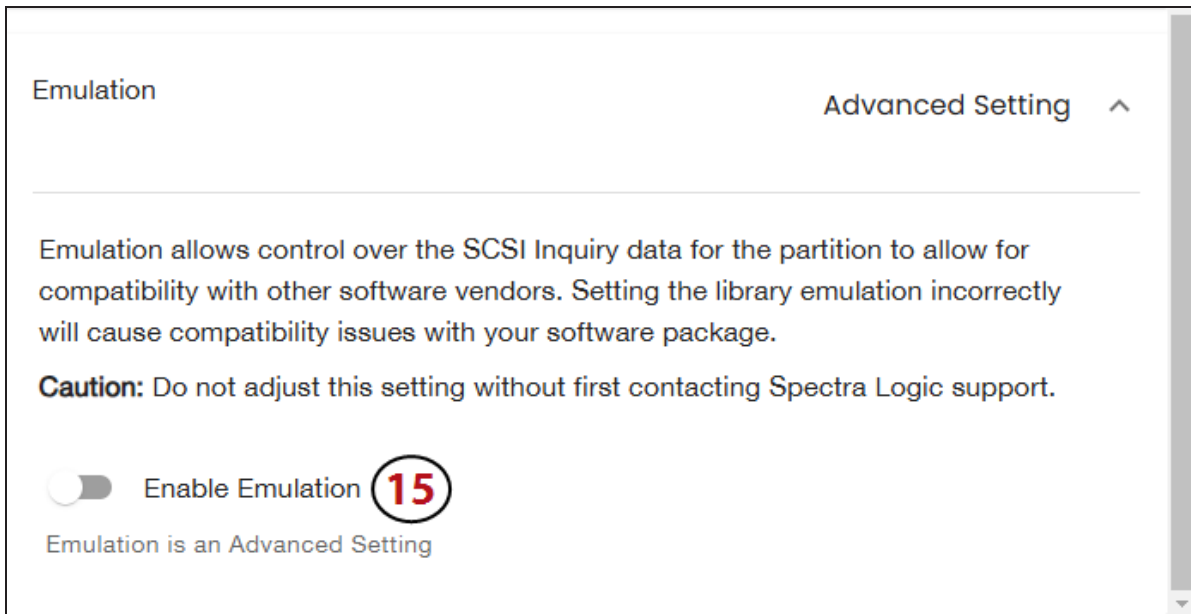 Emulation
Advanced Setting
Emulation allows control over the SCSI Inquiry data for the partition to allow for
compatibility with other software vendors. Setting the library emulation incorrectly
will cause compatibility issues with your software package.
Caution: Do not adjust this setting without first contacting Spectra Logic support.
Enable Emulation 15
Emulation is an Advanced Setting